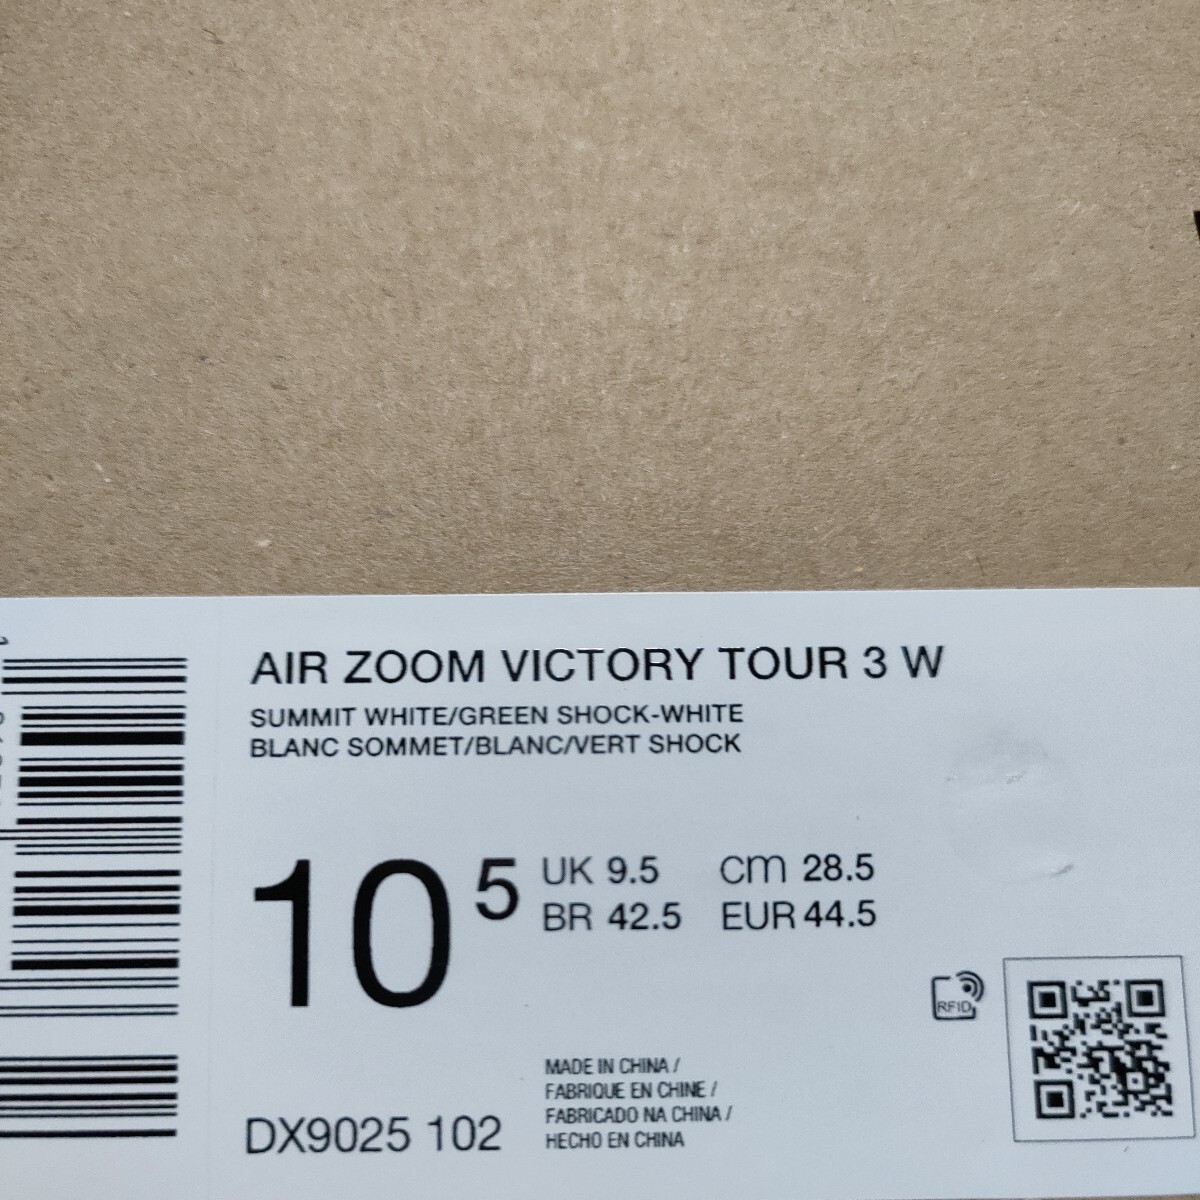 AIR ZOOM VICTORY TOUR 3 W
SUMMIT WHITE/GREEN SHOCK-WHITE
BLANC SOMMET/BLANC/VERT SHOCK
10 5
UK 9.5 cm 28.5
BR 42.5 EUR 44.5
RFID
MADE IN CHINA /
FABRIQUE EN CHINE /
FABRICADO NA CHINA /
HECHO EN CHINA
DX9025 102